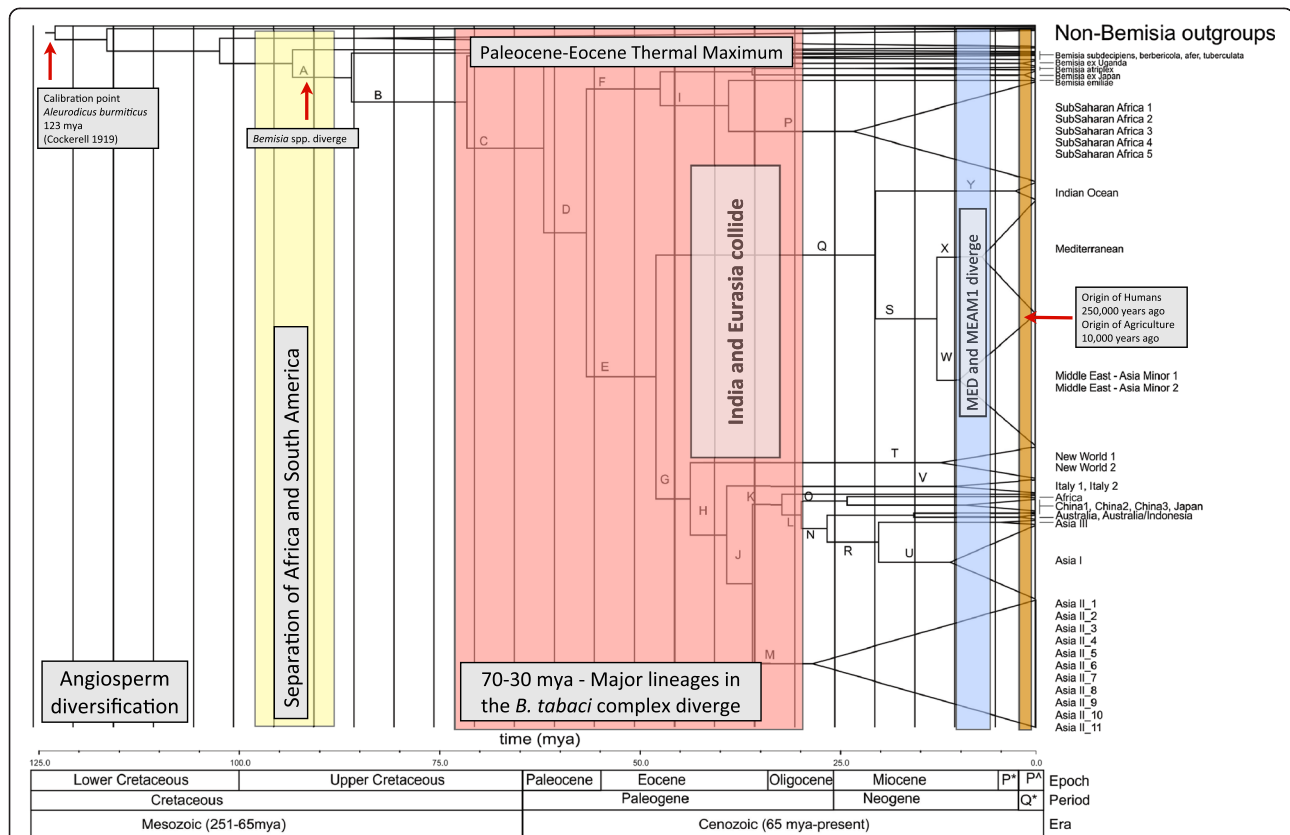 Non-Bemisia outgroups
Paleocene-Eocene Thermal Maximum
Bemisia subdecipiens, berbericola, afer, tuberculata
Bemisia ex Uganda
Bemisia atriplex
Bemisia ex Japan
Bemisia emiliae
A
F
B
I
Calibration point
Aleurodicus burmiticus
123 mya
(Cockerell 1919)
SubSaharan Africa 1
SubSaharan Africa 2
SubSaharan Africa 3
SubSaharan Africa 4
SubSaharan Africa 5
P
Bemisia spp. diverge
C
Y
Indian Ocean
D
Q
X
Mediterranean
India and Eurasia collide
MED and MEAM1 diverge
Separation of Africa and South America
S
Origin of Humans
250,000 years ago
Origin of Agriculture
10,000 years ago
W
E
Middle East - Asia Minor 1
Middle East - Asia Minor 2
T
New World 1
New World 2
G
V
Italy 1, Italy 2
K
O
Africa
China1, China2, China3, Japan
H
L
Australia, Australia/Indonesia
Asia III
N
R
U
J
Asia I
Asia II_1
Asia II_2
Asia II_3
Asia II_4
Asia II_5
Asia II_6
Asia II_7
Asia II_8
Asia II_9
Asia II_10
Asia II_11
M
Angiosperm
diversification
70-30 mya - Major lineages in
the B. tabaci complex diverge
time (mya)
125.0 100.0 75.0 50.0 25.0 0.0
Lower Cretaceous Upper Cretaceous Paleocene Eocene Oligocene Miocene P* P^ Epoch
Cretaceous Paleogene Neogene Q* Period
Mesozoic (251-65mya) Cenozoic (65 mya-present) Era